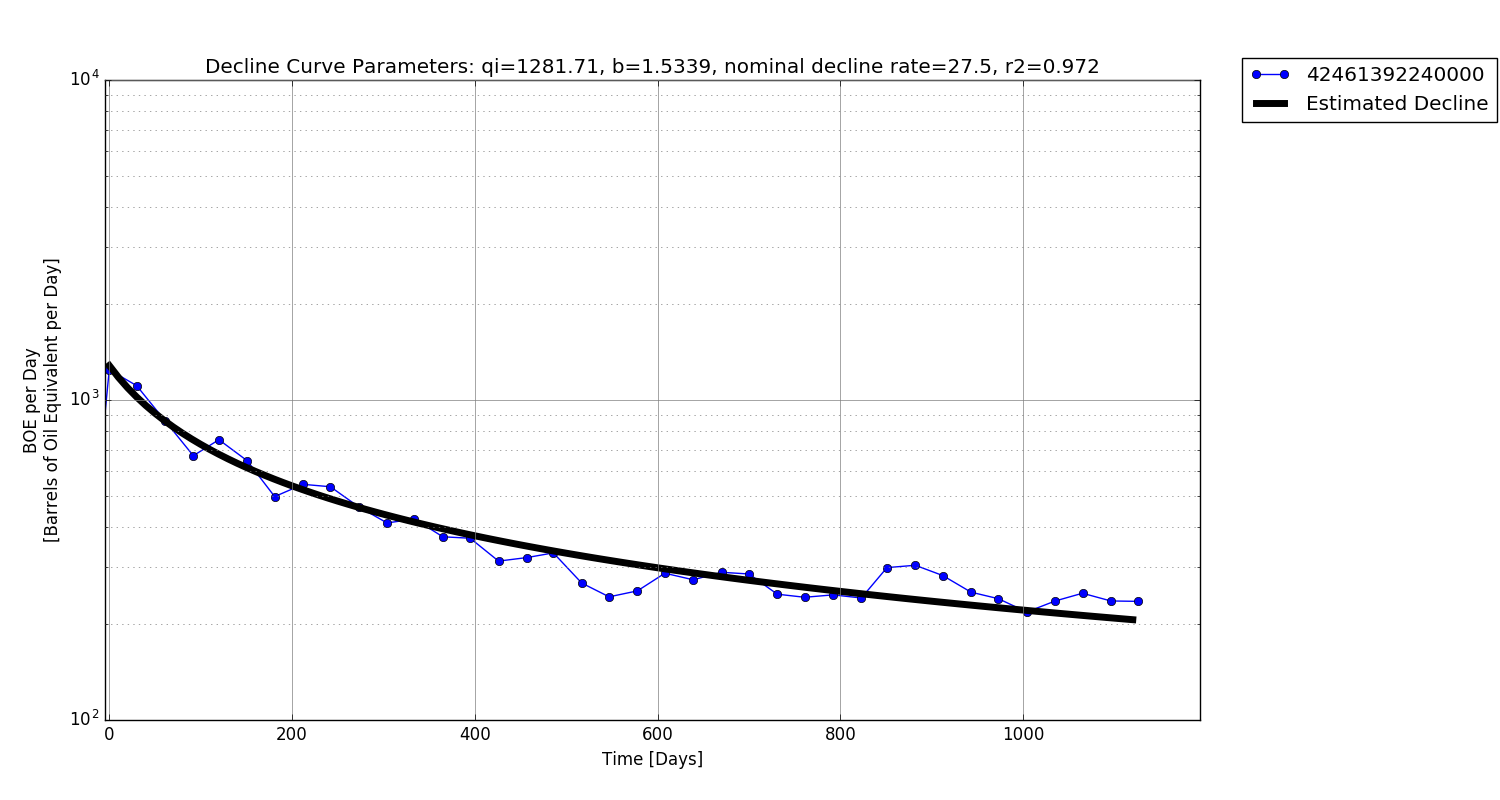 Decline Curve Parameters: qi=1281.71, b=1.5339, nominal decline rate=27.5, r2=0.972
42461392240000
Estimated Decline
10^4
10^3
10^2
BOE per Day
[Barrels of Oil Equivalent per Day]
0 200 400 600 800 1000
Time [Days]